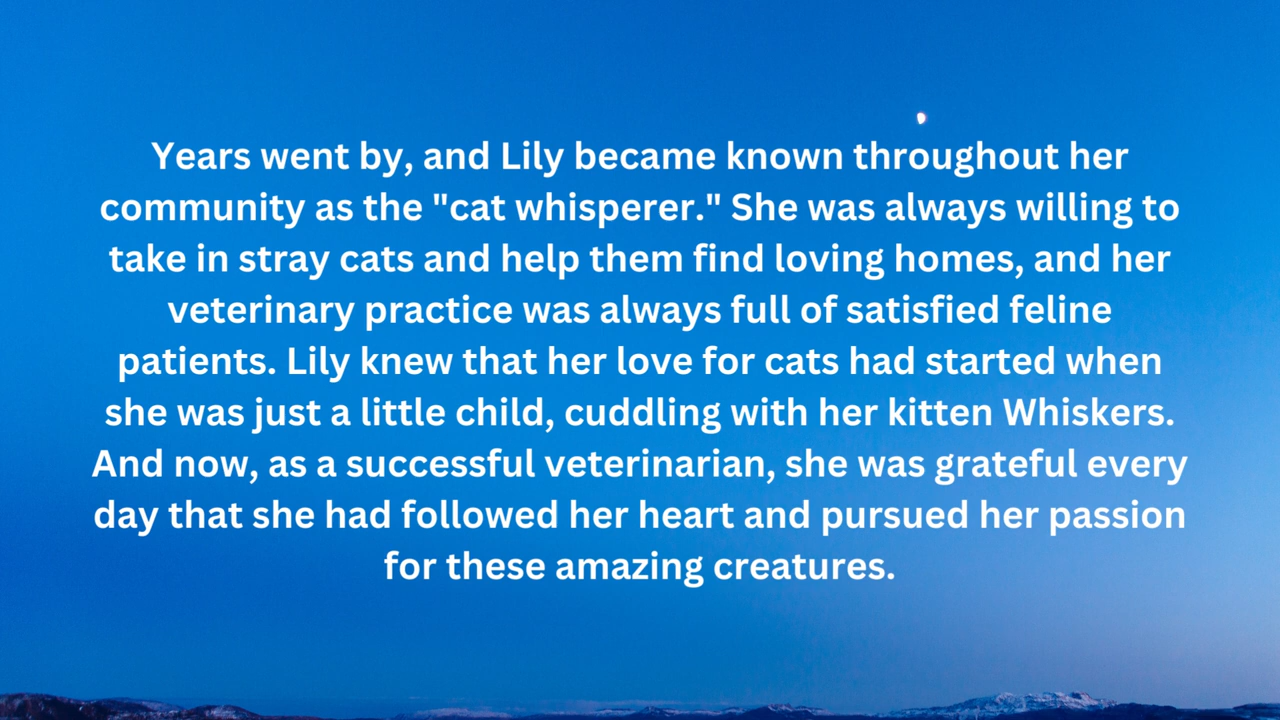 Years went by, and Lily became known throughout her
community as the "cat whisperer." She was always willing to
take in stray cats and help them find loving homes, and her
veterinary practice was always full of satisfied feline
patients. Lily knew that her love for cats had started when
she was just a little child, cuddling with her kitten Whiskers.
And now, as a successful veterinarian, she was grateful every
day that she had followed her heart and pursued her passion
for these amazing creatures.